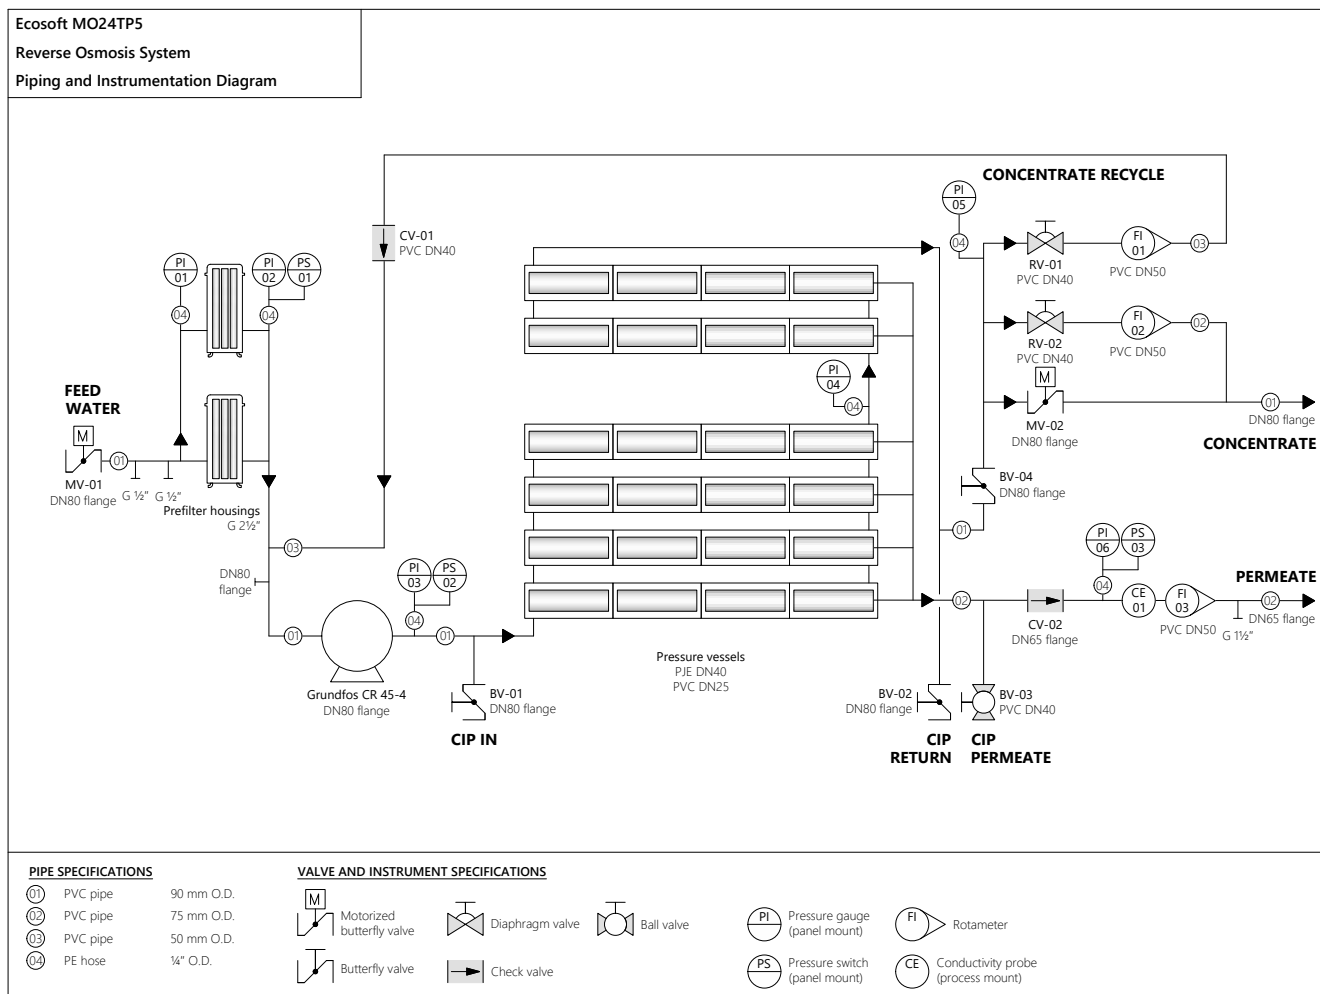 Ecosoft MO24TP5
Reverse Osmosis System
Piping and Instrumentation Diagram
CONCENTRATE RECYCLE
PI
05
04
CV-01
PVC DN40
RV-01
PVC DN40
FI
01
PVC DN50
03
PI
01
PI
02
PS
01
04
04
RV-02
PVC DN40
FI
02
PVC DN50
02
PI
04
04
M
MV-02
DN80 flange
01
DN80 flange
CONCENTRATE
FEED
WATER
M
MV-01
DN80 flange
01
G ½"
G ½"
Prefilter housings
G 2½"
BV-04
DN80 flange
01
03
DN80
flange
PI
03
PS
02
04
01
01
Grundfos CR 45-4
DN80 flange
BV-01
DN80 flange
CIP IN
Pressure vessels
PJE DN40
PVC DN25
02
PI
06
PS
03
04
CV-02
DN65 flange
CE
01
FI
03
PVC DN50
G 1½"
PERMEATE
02
DN65 flange
BV-02
DN80 flange
CIP
RETURN
BV-03
PVC DN40
CIP
PERMEATE
PIPE SPECIFICATIONS
01 PVC pipe 90 mm O.D.
02 PVC pipe 75 mm O.D.
03 PVC pipe 50 mm O.D.
04 PE hose ¼" O.D.
VALVE AND INSTRUMENT SPECIFICATIONS
M
Motorized
butterfly valve
Butterfly valve
Diaphragm valve
Check valve
Ball valve
PI
Pressure gauge
(panel mount)
PS
Pressure switch
(panel mount)
FI
Rotameter
CE
Conductivity probe
(process mount)